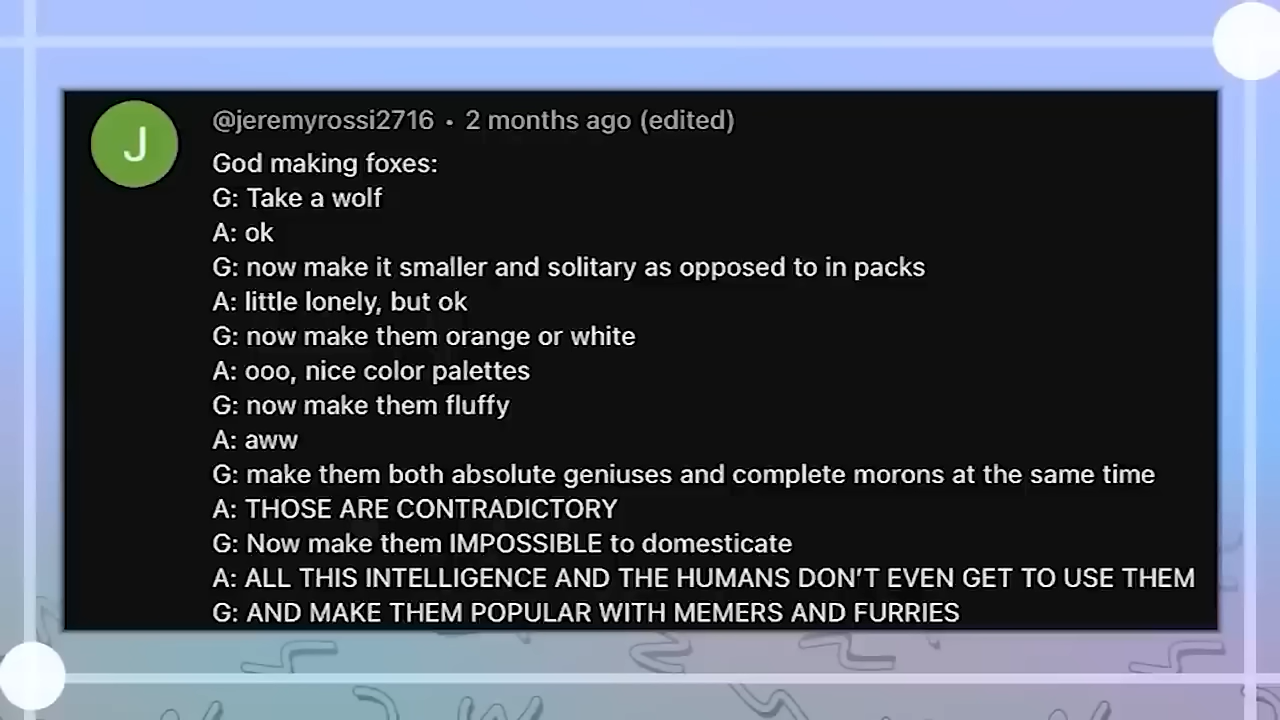 J
@jeremyrossi2716 • 2 months ago (edited)
God making foxes:
G: Take a wolf
A: ok
G: now make it smaller and solitary as opposed to in packs
A: little lonely, but ok
G: now make them orange or white
A: ooo, nice color palettes
G: now make them fluffy
A: aww
G: make them both absolute geniuses and complete morons at the same time
A: THOSE ARE CONTRADICTORY
G: Now make them IMPOSSIBLE to domesticate
A: ALL THIS INTELLIGENCE AND THE HUMANS DON’T EVEN GET TO USE THEM
G: AND MAKE THEM POPULAR WITH MEMERS AND FURRIES